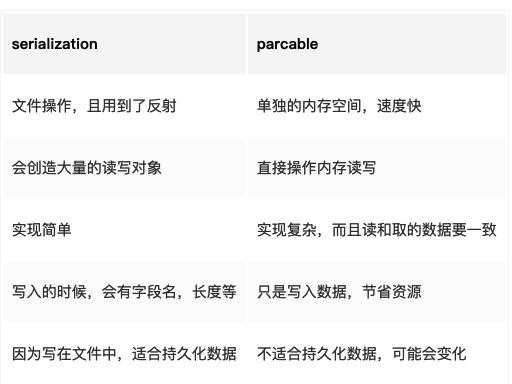 serialization
parcable
文件操作，且用到了反射
单独的内存空间，速度快
会创造大量的读写对象
直接操作内存读写
实现简单
实现复杂，而且读和取的数据要一致
写入的时候，会有字段名，长度等
只是写入数据，节省资源
因为写在文件中，适合持久化数据
不适合持久化数据，可能会变化